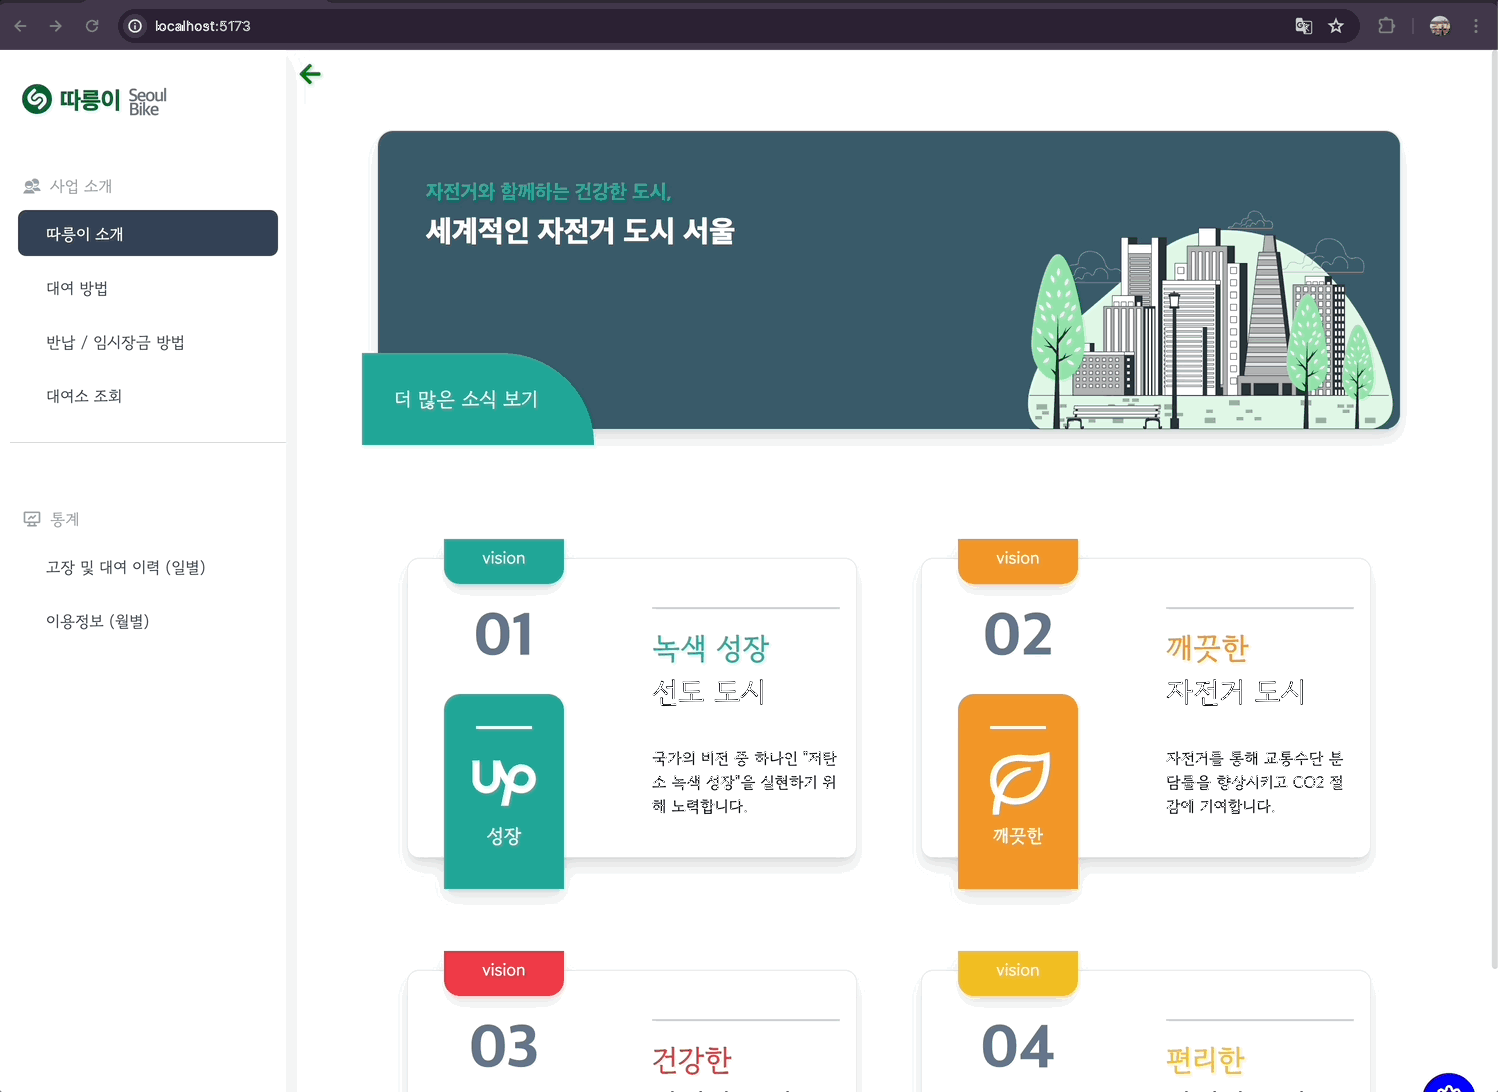 localhost:5173
따릉이 Seoul Bike
사업 소개
따릉이 소개
대여 방법
반납 / 임시장금 방법
대여소 조회
통계
고장 및 대여 이력 (일별)
이용정보 (월별)
자전거와 함께하는 건강한 도시,
세계적인 자전거 도시 서울
더 많은 소식 보기
vision
01
녹색 성장
선도 도시
국가의 비전 중 하나인 "저탄
소 녹색 성장"을 실현하기 위
해 노력합니다.
up
성장
vision
02
깨끗한
자전거 도시
자전거를 통해 교통수단 분
담률을 향상시키고 CO2 절
감에 기여합니다.
깨끗한
vision
03
건강한
vision
04
편리한